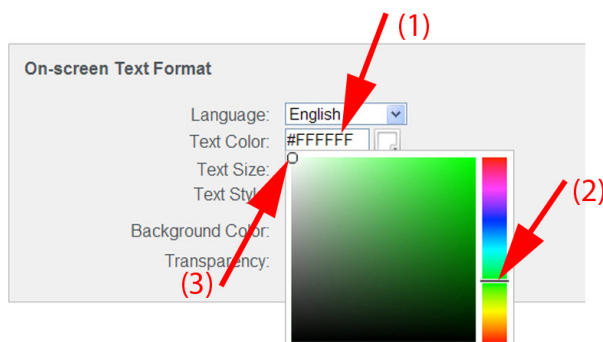 (1)
On-screen Text Format
Language: English
Text Color: #FFFFFF
Text Size:
(2)
Background Color:
Transparency:
(3)